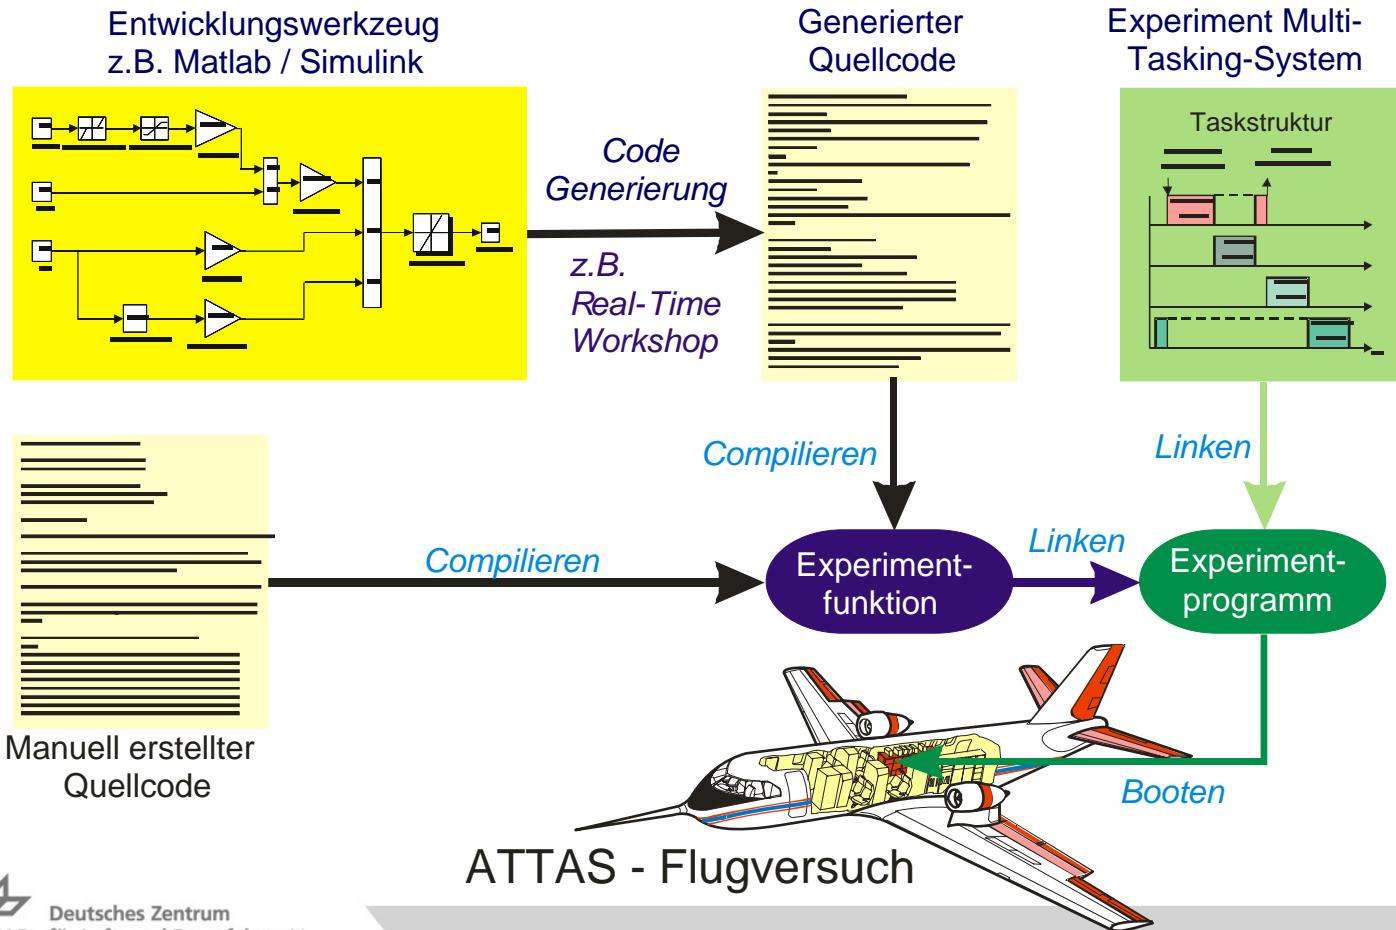 Entwicklungswerkzeug
z.B. Matlab / Simulink
Generierter
Quellcode
Experiment Multi-
Tasking-System
Taskstruktur
Code
Generierung
z.B.
Real-Time
Workshop
Compilieren
Linken
Compilieren
Experiment-
funktion
Linken
Experiment-
programm
Manuell erstellter
Quellcode
Booten
ATTAS - Flugversuch
Deutsches Zentrum